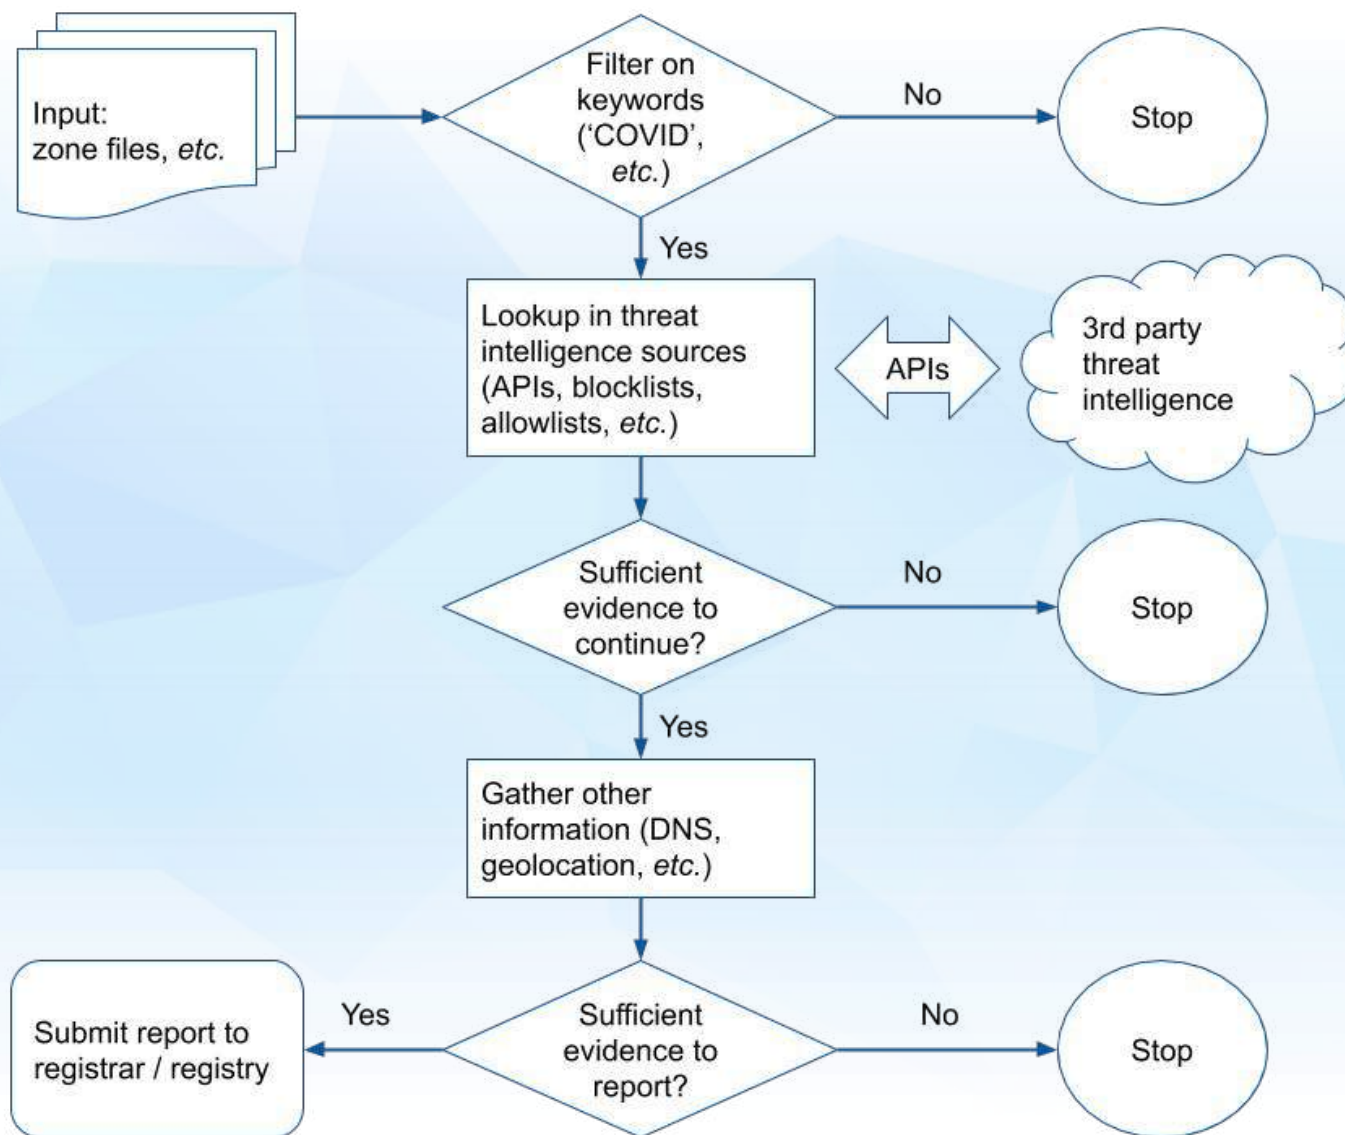 Input:
zone files, etc.
Filter on
keywords
(‘COVID’,
etc.)
No
Stop
Yes
Lookup in threat
intelligence sources
(APIs, blocklists,
allowlists, etc.)
APIs
3rd party
threat
intelligence
Sufficient
evidence to
continue?
No
Stop
Yes
Gather other
information (DNS,
geolocation, etc.)
Submit report to
registrar / registry
Yes
Sufficient
evidence to
report?
No
Stop